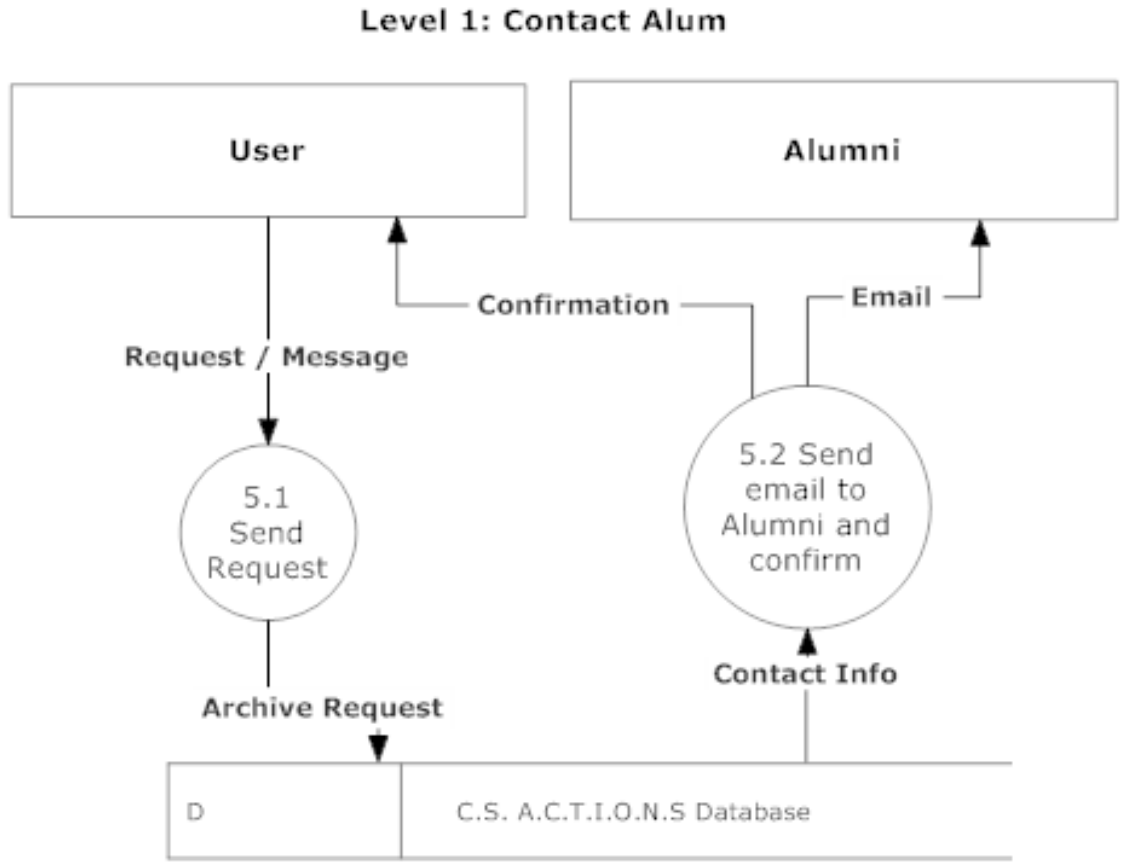 Level 1: Contact Alum
User
Alumni
Confirmation
Email
Request / Message
5.1
Send
Request
5.2 Send
email to
Alumni and
confirm
Contact Info
Archive Request
D
C.S. A.C.T.I.O.N.S Database